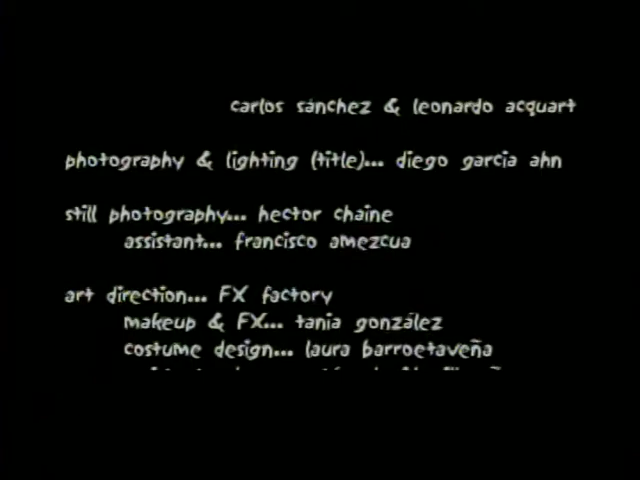 carlos sánchez & leonardo acquart
photography & lighting (title)... diego garcia ahn
still photography... hector chaine
assistant... francisco amezcua
art direction... FX factory
makeup & FX... tania gonzález
costume design... laura barroetaveña